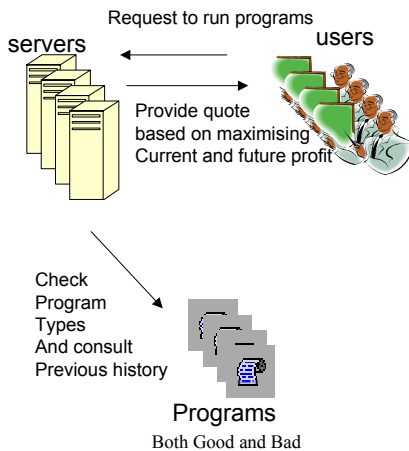 Request to run programs
servers
users
Provide quote
based on maximising
Current and future profit
Check
Program
Types
And consult
Previous history
Programs
Both Good and Bad